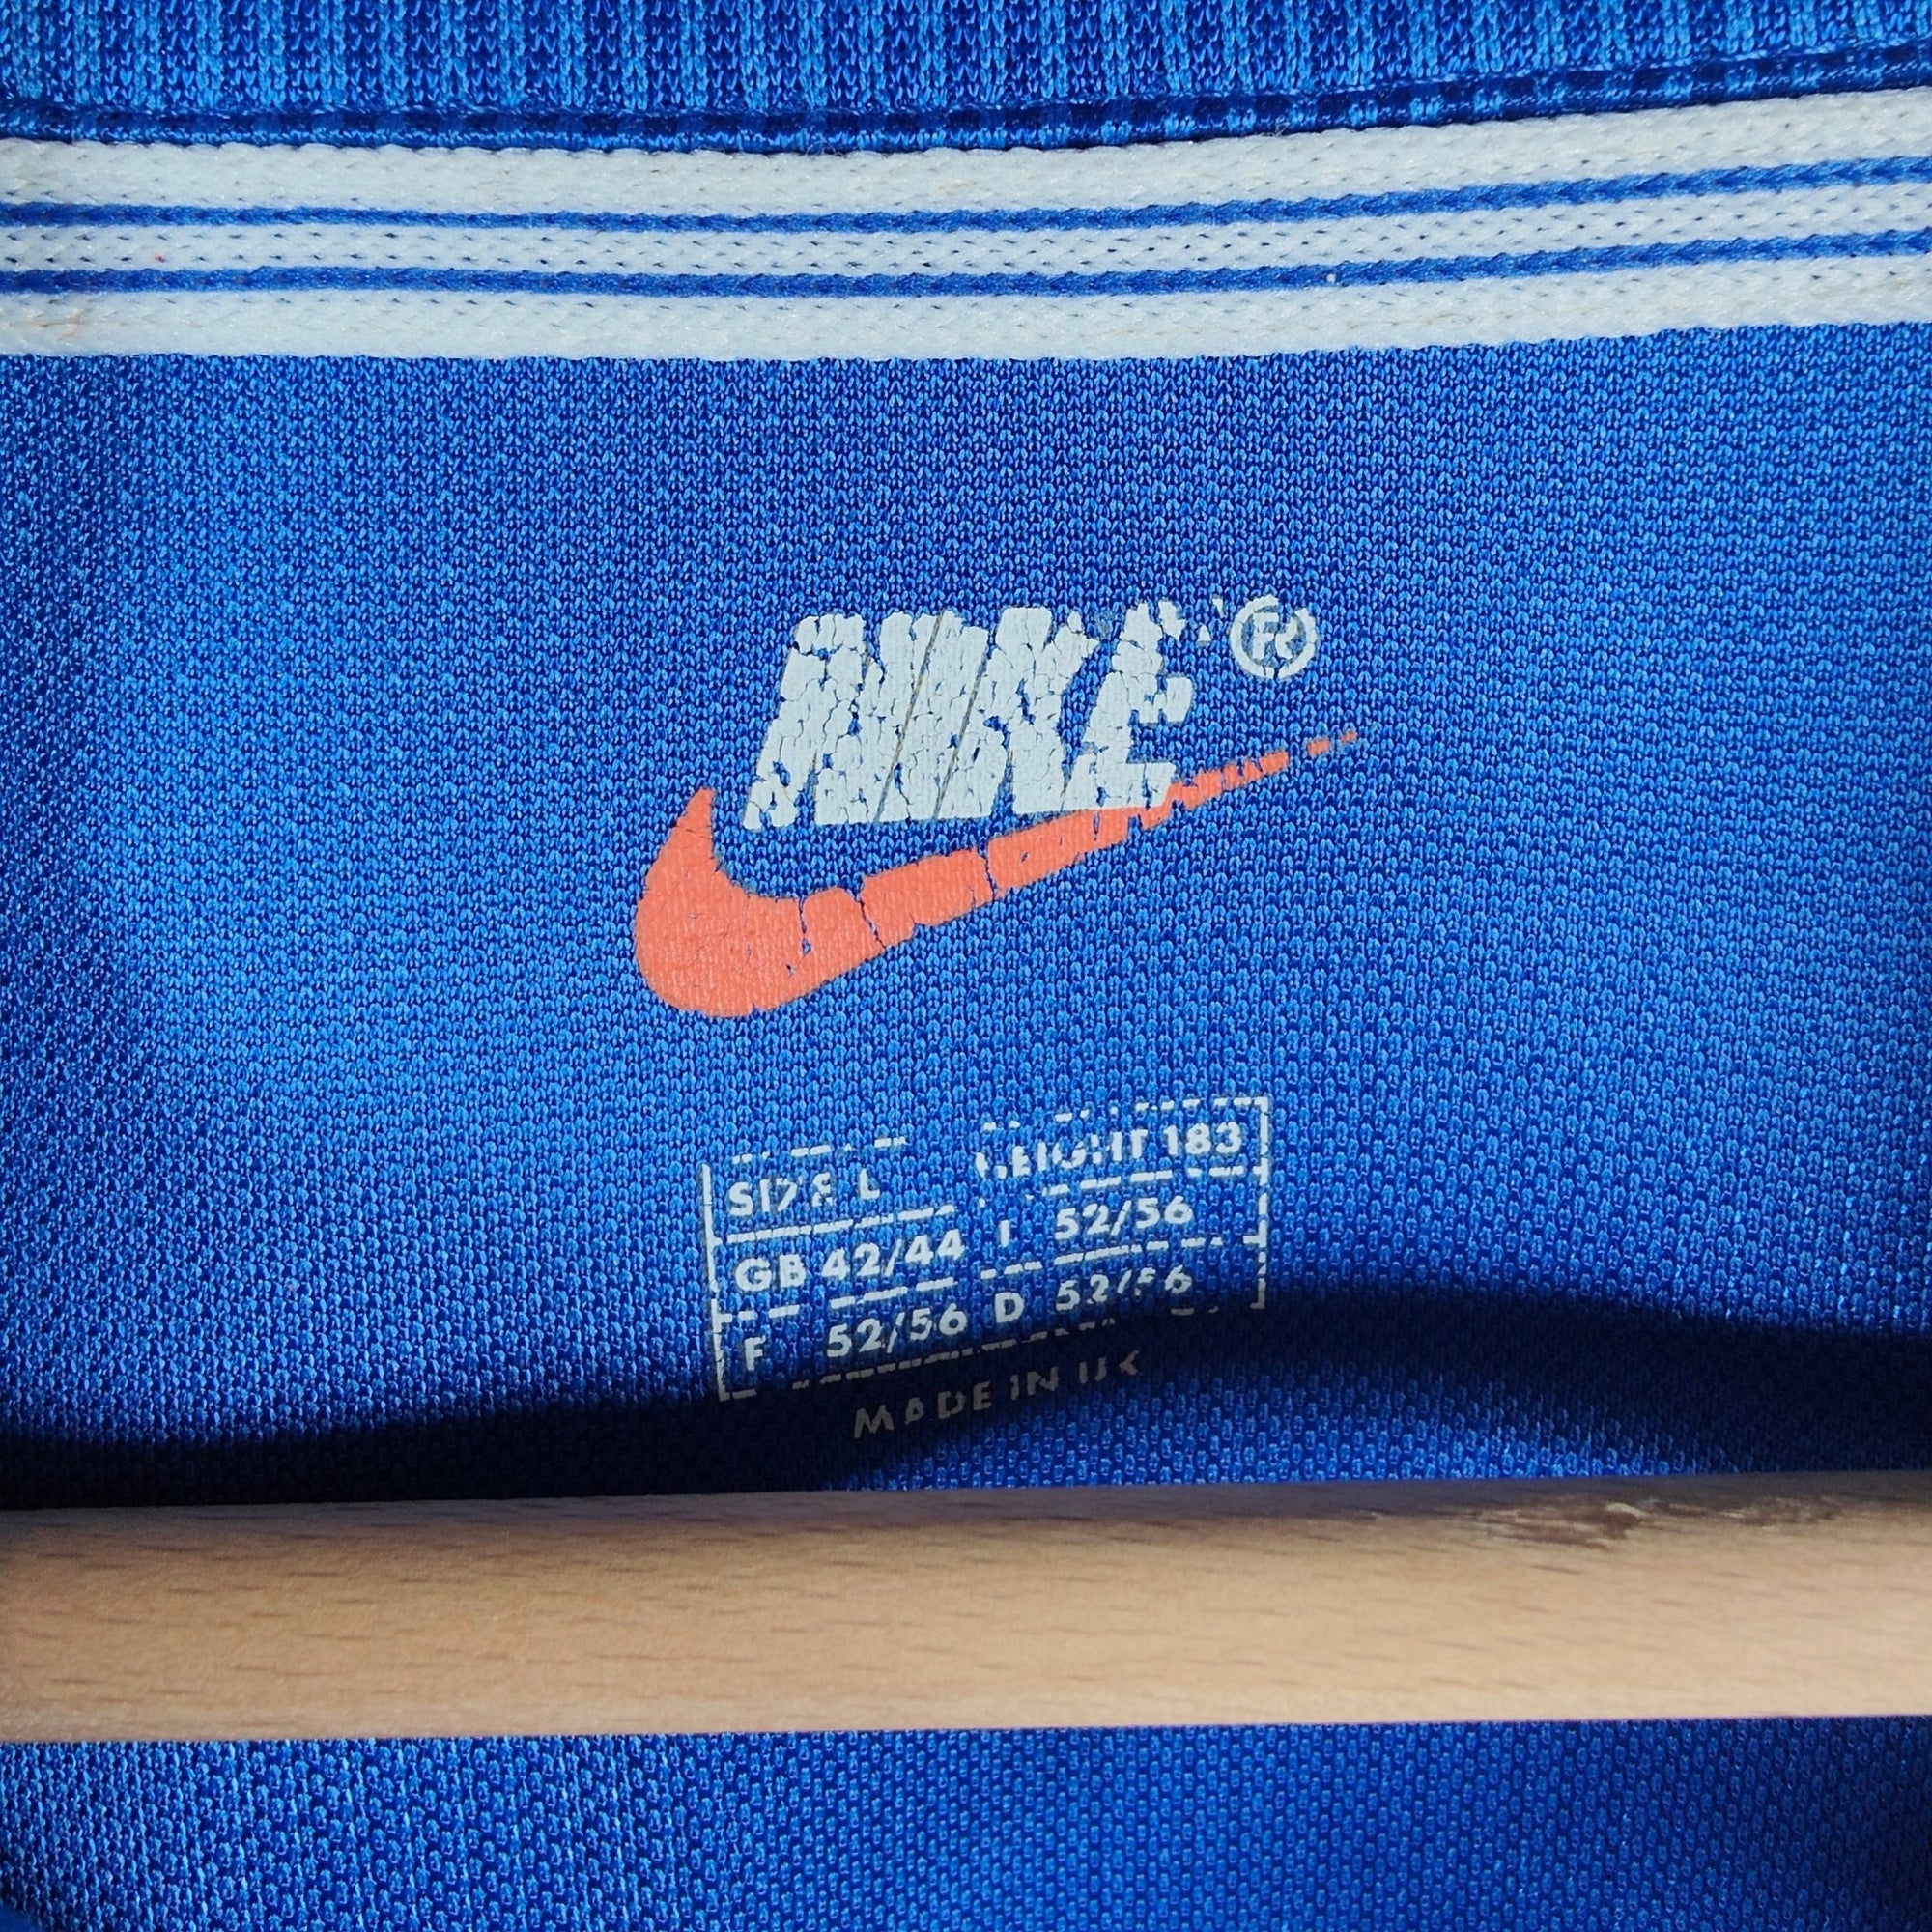 NIKE ®
SIZE L HEIGHT 183
GB 42/44 I 52/56
F 52/56 D 52/56
MADE IN UK